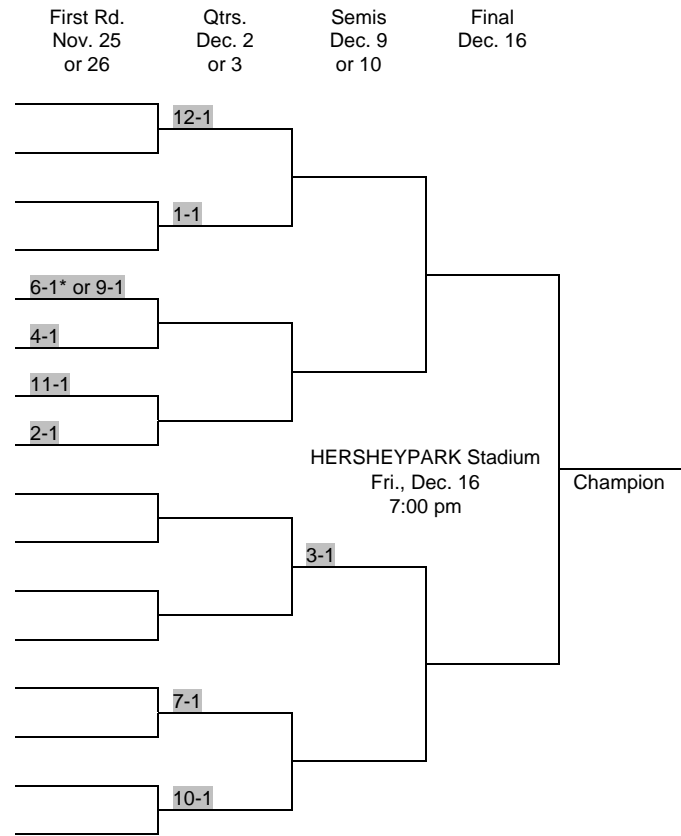 First Rd. Qtrs. Semis Final
Nov. 25 Dec. 2 Dec. 9 Dec. 16
or 26 or 3 or 10
12-1
1-1
6-1* or 9-1
4-1
11-1
2-1
HERSHEYPARK Stadium
Fri., Dec. 16 Champion
7:00 pm
3-1
7-1
10-1